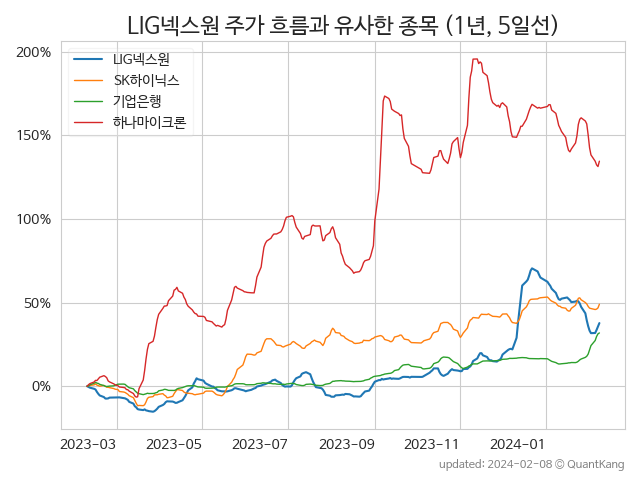 LIG넥스원 주가 흐름과 유사한 종목 (1년, 5일선)
LIG넥스원
SK하이닉스
기업은행
하나마이크론
200%
150%
100%
50%
0%
2023-03 2023-05 2023-07 2023-09 2023-11 2024-01
updated: 2024-02-08 © QuantKang